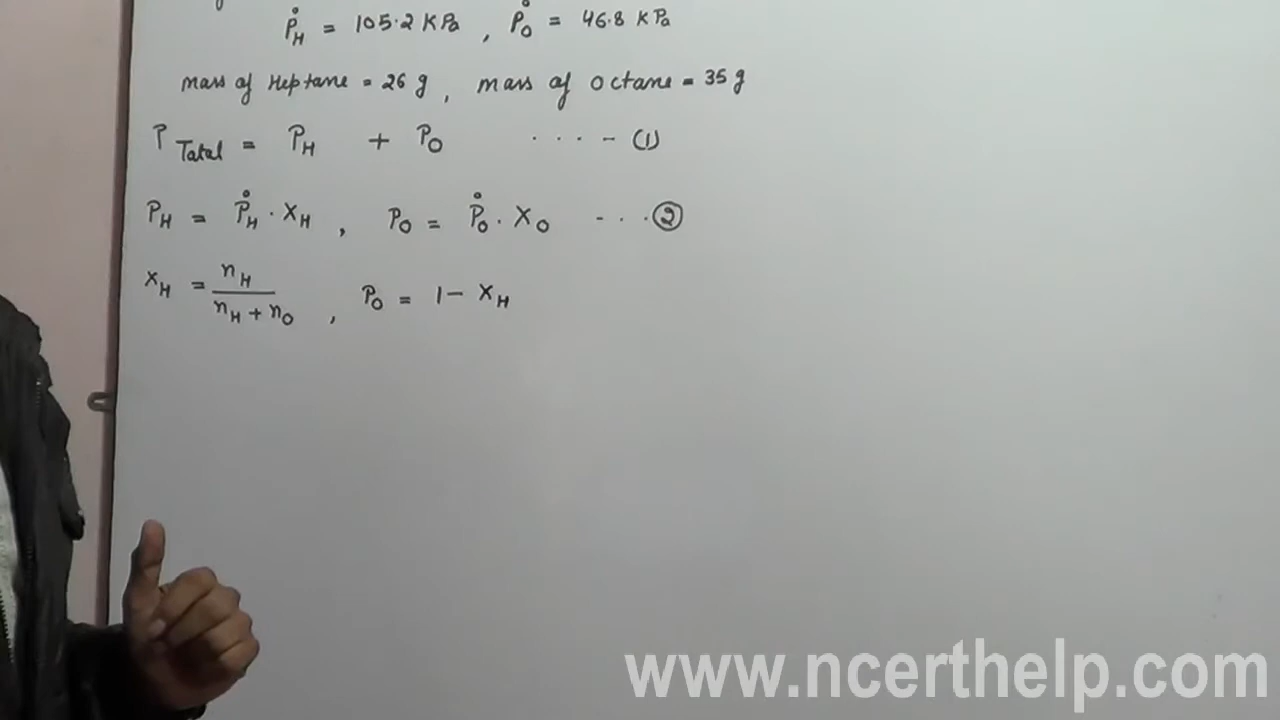 P°H = 105.2 KPa , P°O = 46.8 KPa
mass of Heptane = 26 g , mass of Octane = 35 g
P Total = PH + PO ····– (1)
PH = P°H · XH , PO = P°O · XO –··· ②
XH = nH / nH + nO , PO = 1 – XH
www.ncerthelp.com